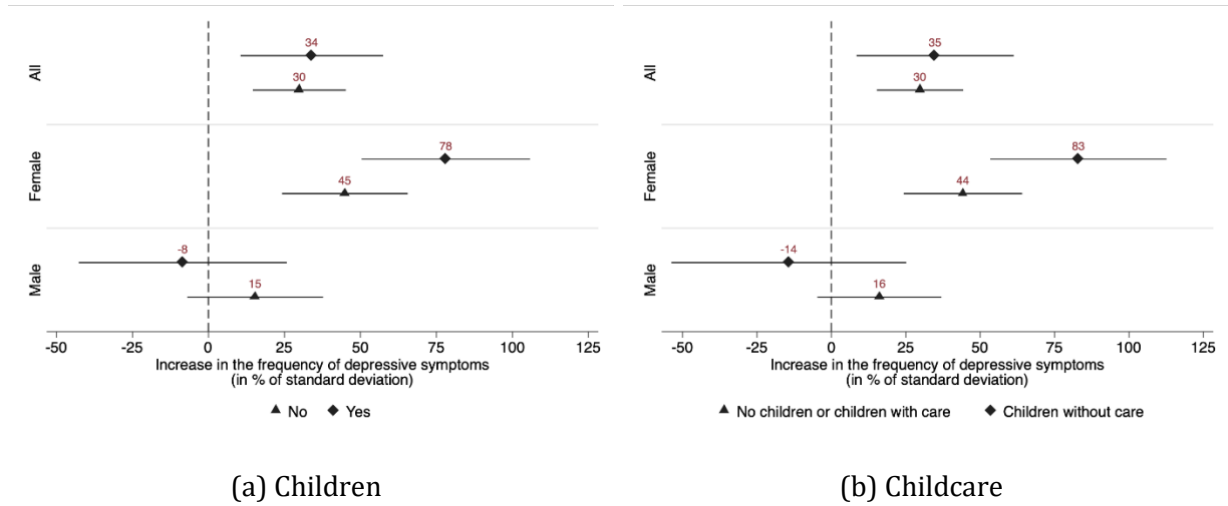 All
34
30
Female
78
45
Male
-8
15
-50 -25 0 25 50 75 100 125
Increase in the frequency of depressive symptoms
(in % of standard deviation)
No Yes
(a) Children
All
35
30
Female
83
44
Male
-14
16
-50 -25 0 25 50 75 100 125
Increase in the frequency of depressive symptoms
(in % of standard deviation)
No children or children with care Children without care
(b) Childcare